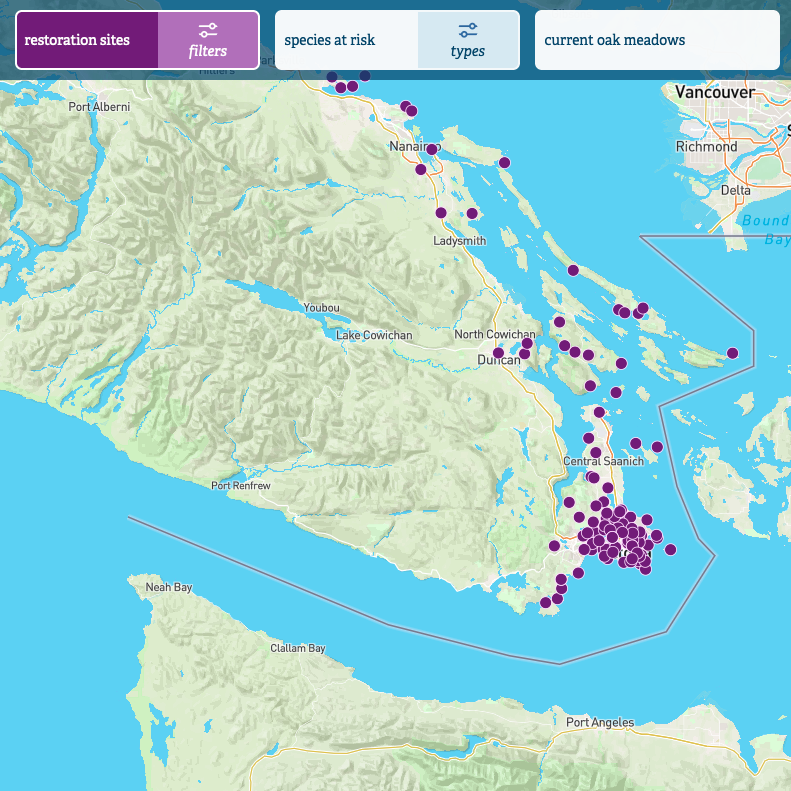 restoration sites
filters
species at risk
types
current oak meadows
Hilliers
Port Alberni
Vancouver
Nanaimo
Richmond
Delta
Bound
Bay
Ladysmith
Youbou
Lake Cowichan
North Cowichan
Duncan
Central Saanich
Port Renfrew
Neah Bay
Clallam Bay
Port Angeles